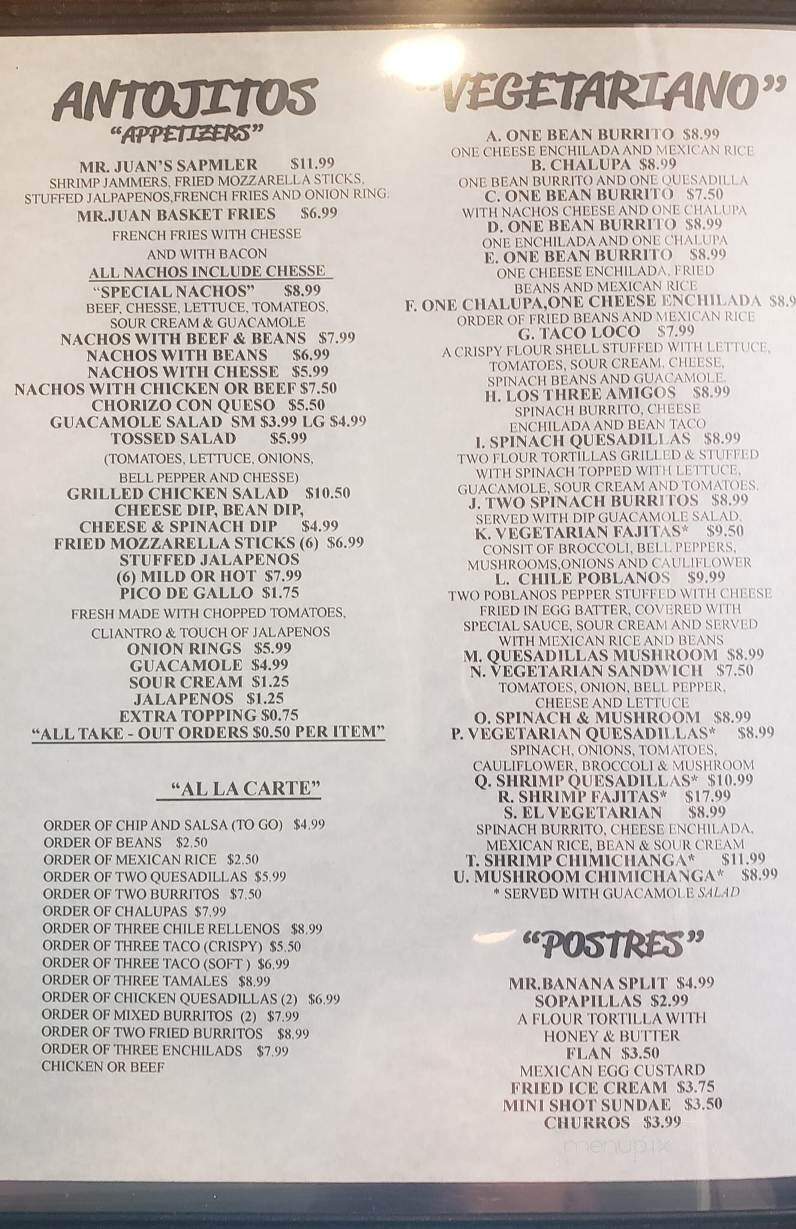 ANTOJITOS
"APPETIZERS"
MR. JUAN'S SAPMLER $11.99
SHRIMP JAMMERS, FRIED MOZZARELLA STICKS,
STUFFED JALPAPENOS,FRENCH FRIES AND ONION RING.
MR.JUAN BASKET FRIES $6.99
FRENCH FRIES WITH CHESSE
AND WITH BACON
ALL NACHOS INCLUDE CHESSE
"SPECIAL NACHOS" $8.99
BEEF, CHESSE, LETTUCE, TOMATEOS,
SOUR CREAM & GUACAMOLE
NACHOS WITH BEEF & BEANS $7.99
NACHOS WITH BEANS $6.99
NACHOS WITH CHESSE $5.99
NACHOS WITH CHICKEN OR BEEF $7.50
CHORIZO CON QUESO $5.50
GUACAMOLE SALAD SM $3.99 LG $4.99
TOSSED SALAD $5.99
(TOMATOES, LETTUCE, ONIONS,
BELL PEPPER AND CHESSE)
GRILLED CHICKEN SALAD $10.50
CHEESE DIP, BEAN DIP,
CHEESE & SPINACH DIP $4.99
FRIED MOZZARELLA STICKS (6) $6.99
STUFFED JALAPENOS
(6) MILD OR HOT $7.99
PICO DE GALLO $1.75
FRESH MADE WITH CHOPPED TOMATOES,
CLIANTRO & TOUCH OF JALAPENOS
ONION RINGS $5.99
GUACAMOLE $4.99
SOUR CREAM $1.25
JALAPENOS $1.25
EXTRA TOPPING $0.75
"ALL TAKE - OUT ORDERS $0.50 PER ITEM"
"AL LA CARTE"
ORDER OF CHIP AND SALSA (TO GO) $4.99
ORDER OF BEANS $2.50
ORDER OF MEXICAN RICE $2.50
ORDER OF TWO QUESADILLAS $5.99
ORDER OF TWO BURRITOS $7.50
ORDER OF CHALUPAS $7.99
ORDER OF THREE CHILE RELLENOS $8.99
ORDER OF THREE TACO (CRISPY) $5.50
ORDER OF THREE TACO (SOFT ) $6.99
ORDER OF THREE TAMALES $8.99
ORDER OF CHICKEN QUESADILLAS (2) $6.99
ORDER OF MIXED BURRITOS (2) $7.99
ORDER OF TWO FRIED BURRITOS $8.99
ORDER OF THREE ENCHILADS $7.99
CHICKEN OR BEEF
"VEGETARIANO"
A. ONE BEAN BURRITO $8.99
ONE CHEESE ENCHILADA AND MEXICAN RICE
B. CHALUPA $8.99
ONE BEAN BURRITO AND ONE QUESADILLA
C. ONE BEAN BURRITO $7.50
WITH NACHOS CHEESE AND ONE CHALUPA
D. ONE BEAN BURRITO $8.99
ONE ENCHILADA AND ONE CHALUPA
E. ONE BEAN BURRITO $8.99
ONE CHEESE ENCHILADA, FRIED
BEANS AND MEXICAN RICE
F. ONE CHALUPA,ONE CHEESE ENCHILADA $8.9
ORDER OF FRIED BEANS AND MEXICAN RICE
G. TACO LOCO $7.99
A CRISPY FLOUR SHELL STUFFED WITH LETTUCE,
TOMATOES, SOUR CREAM, CHEESE,
SPINACH BEANS AND GUACAMOLE.
H. LOS THREE AMIGOS $8.99
SPINACH BURRITO, CHEESE
ENCHILADA AND BEAN TACO
I. SPINACH QUESADILLAS $8.99
TWO FLOUR TORTILLAS GRILLED & STUFFED
WITH SPINACH TOPPED WITH LETTUCE,
GUACAMOLE, SOUR CREAM AND TOMATOES.
J. TWO SPINACH BURRITOS $8.99
SERVED WITH DIP GUACAMOLE SALAD.
K. VEGETARIAN FAJITAS* $9.50
CONSIT OF BROCCOLI, BELL PEPPERS,
MUSHROOMS,ONIONS AND CAULIFLOWER
L. CHILE POBLANOS $9.99
TWO POBLANOS PEPPER STUFFED WITH CHEESE
FRIED IN EGG BATTER, COVERED WITH
SPECIAL SAUCE, SOUR CREAM AND SERVED
WITH MEXICAN RICE AND BEANS
M. QUESADILLAS MUSHROOM $8.99
N. VEGETARIAN SANDWICH $7.50
TOMATOES, ONION, BELL PEPPER,
CHEESE AND LETTUCE
O. SPINACH & MUSHROOM $8.99
P. VEGETARIAN QUESADILLAS* $8.99
SPINACH, ONIONS, TOMATOES,
CAULIFLOWER, BROCCOLI & MUSHROOM
Q. SHRIMP QUESADILLAS* $10.99
R. SHRIMP FAJITAS* $17.99
S. EL VEGETARIAN $8.99
SPINACH BURRITO, CHEESE ENCHILADA,
MEXICAN RICE, BEAN & SOUR CREAM
T. SHRIMP CHIMICHANGA* $11.99
U. MUSHROOM CHIMICHANGA* $8.99
* SERVED WITH GUACAMOLE SALAD
"POSTRES"
MR.BANANA SPLIT $4.99
SOPAPILLAS $2.99
A FLOUR TORTILLA WITH
HONEY & BUTTER
FLAN $3.50
MEXICAN EGG CUSTARD
FRIED ICE CREAM $3.75
MINI SHOT SUNDAE $3.50
CHURROS $3.99
menupix